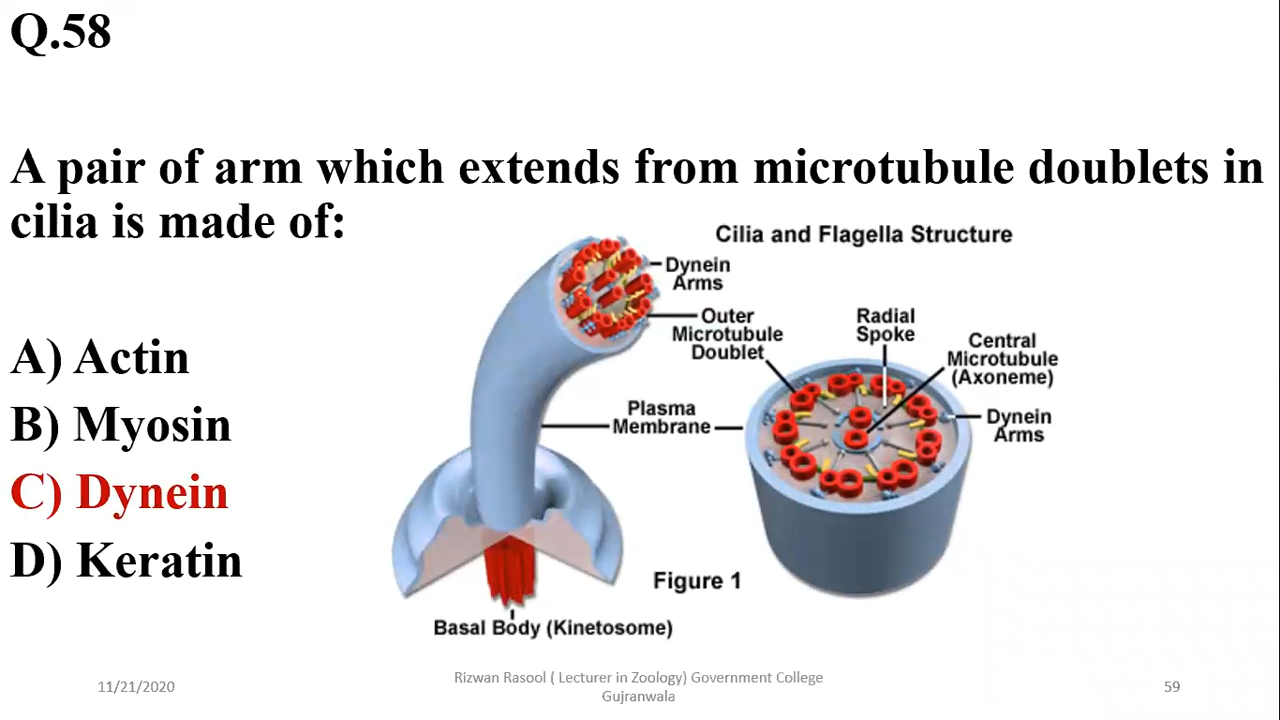 Q.58
A pair of arm which extends from microtubule doublets in
cilia is made of:
Cilia and Flagella Structure
Dynein
Arms
Outer
Microtubule
Doublet
Radial
Spoke
Central
Microtubule
(Axoneme)
A) Actin
Plasma
Membrane
Dynein
Arms
B) Myosin
C) Dynein
D) Keratin
Figure 1
Basal Body (Kinetosome)
11/21/2020
Rizwan Rasool ( Lecturer in Zoology) Government College
Gujranwala
59